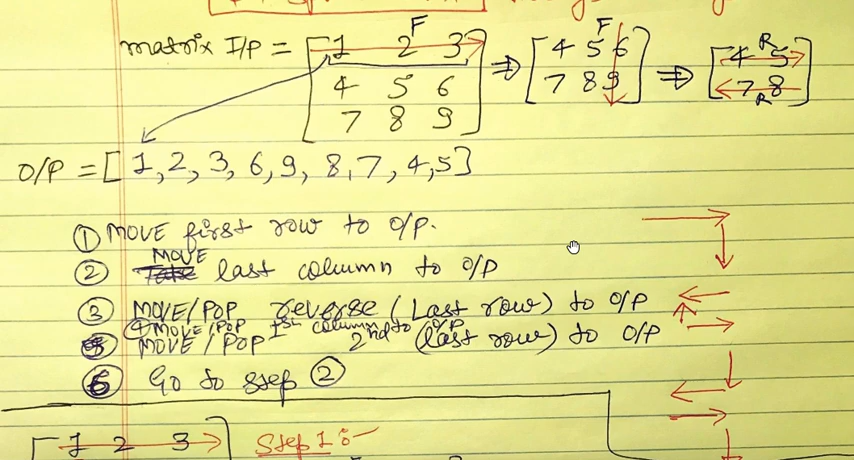 matrix I/P = [1 2 3 F ⇒ [4 5 6 F ⇒ [4 5 R
4 5 6 7 8 9] 7 8 R]
7 8 9]
O/P = [1, 2, 3, 6, 9, 8, 7, 4, 5]
① MOVE first row to O/P.
② MOVE last column to O/P
③ MOVE/POP reverse (Last row) to O/P
④ MOVE/POP 1st column to O/P
MOVE/POP 2nd (last row) to O/P
⑥ Go to step ②
[1 2 3] Step 1 :-